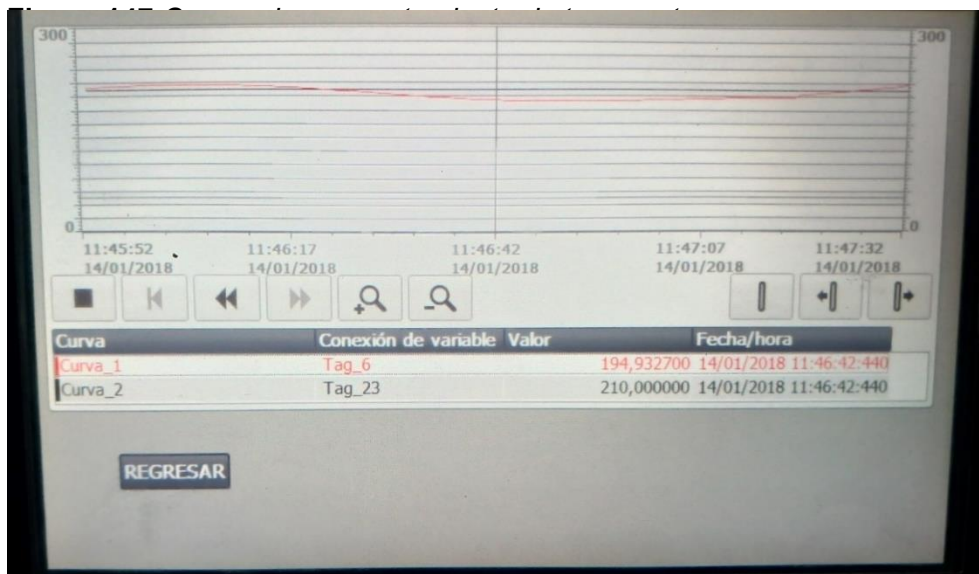 300 300
0 0
11:45:52 11:46:17 11:46:42 11:47:07 11:47:32
14/01/2018 14/01/2018 14/01/2018 14/01/2018 14/01/2018
Curva Conexión de variable Valor Fecha/hora
Curva_1 Tag_6 194,932700 14/01/2018 11:46:42:440
Curva_2 Tag_23 210,000000 14/01/2018 11:46:42:440
REGRESAR